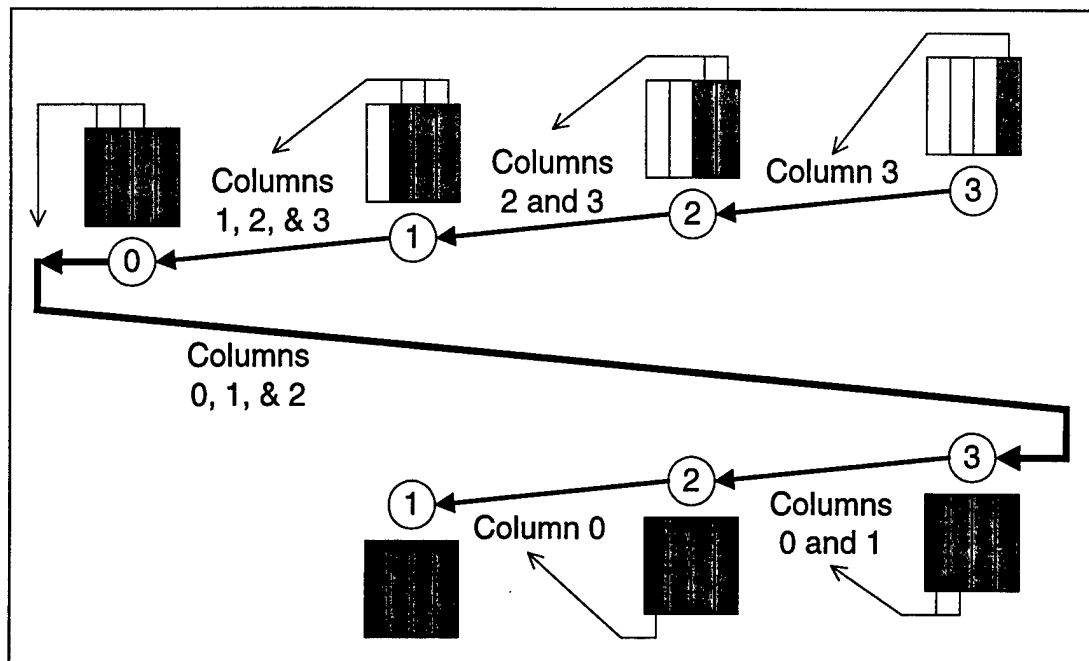 Column 3
3
Columns
2 and 3
2
Columns
1, 2, & 3
1
0
Columns
0, 1, & 2
3
2
1
Columns
0 and 1
Column 0